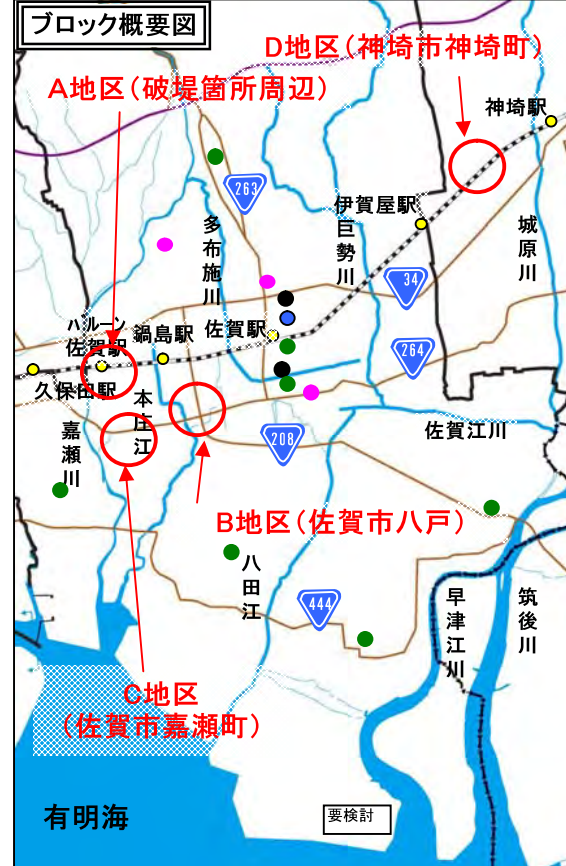 ブロック概要図
D地区(神埼市神埼町)
A地区(破堤箇所周辺)
神埼駅
263
伊賀屋駅
多布施川
巨勢川
城原川
34
バルーン
佐賀駅
鍋島駅
佐賀駅
264
久保田駅
本庄江
嘉瀬川
208
佐賀江川
B地区(佐賀市八戸)
八田江
444
早津江川
筑後川
C地区
(佐賀市嘉瀬町)
有明海
要検討